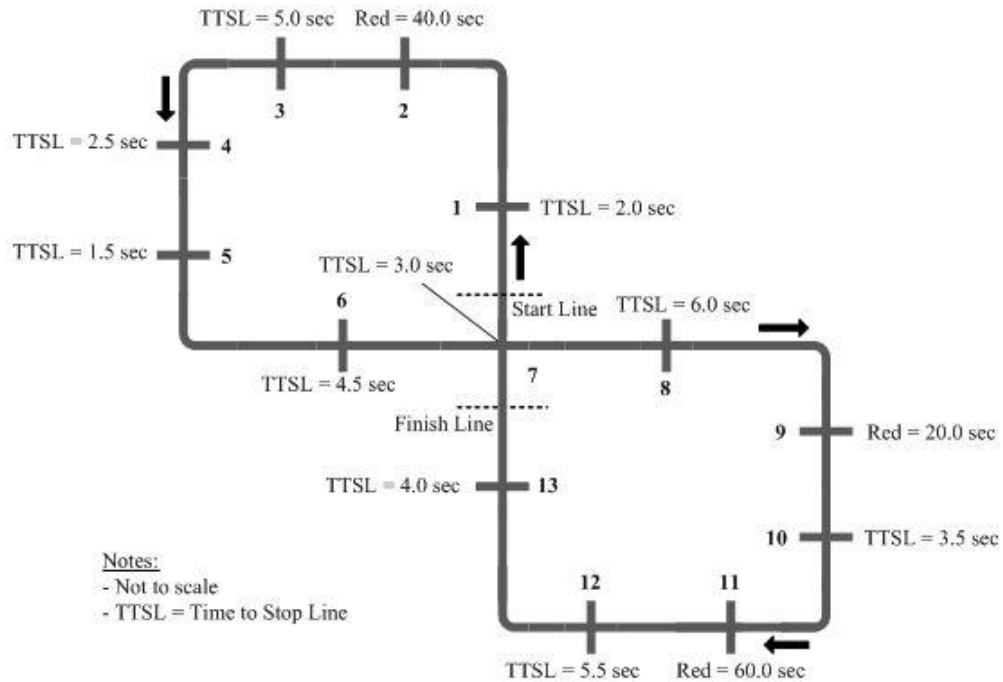 TTSL = 5.0 sec
Red = 40.0 sec
3
2
TTSL = 2.5 sec
4
1
TTSL = 2.0 sec
TTSL = 1.5 sec
5
TTSL = 3.0 sec
6
Start Line
TTSL = 6.0 sec
TTSL = 4.5 sec
7
8
Finish Line
9
Red = 20.0 sec
TTSL = 4.0 sec
13
10
TTSL = 3.5 sec
Notes:
- Not to scale
- TTSL = Time to Stop Line
12
11
TTSL = 5.5 sec
Red = 60.0 sec